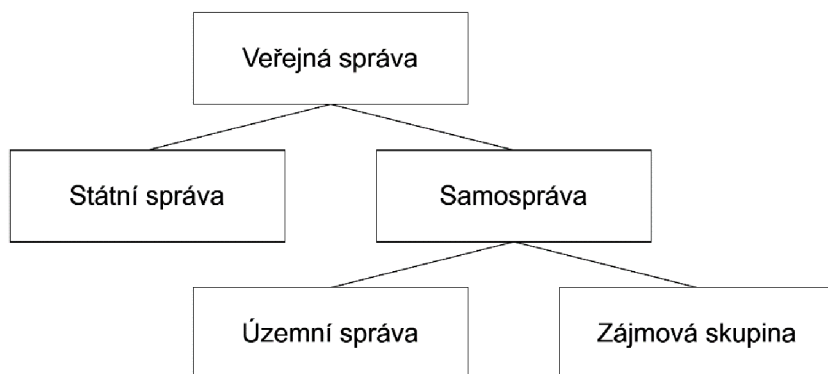 Veřejná správa
Státní správa
Samospráva
Územní správa
Zájmová skupina